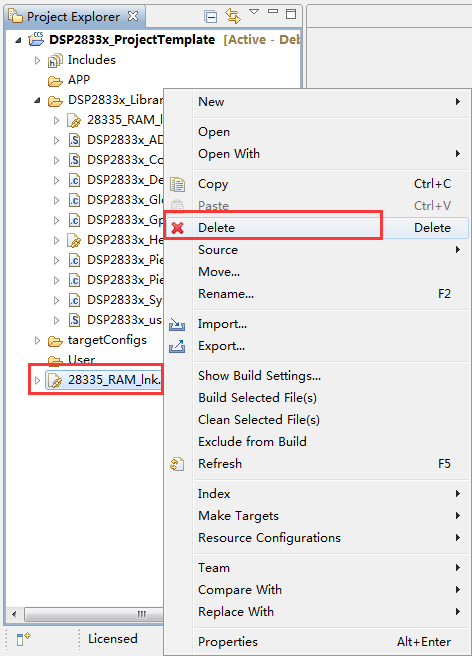 Project Explorer
DSP2833x_ProjectTemplate [Active - Deb
Includes
APP
DSP2833x_Librar
28335_RAM_l
DSP2833x_AD
DSP2833x_Co
DSP2833x_De
DSP2833x_Glo
DSP2833x_Gp
DSP2833x_He
DSP2833x_Pie
DSP2833x_Pie
DSP2833x_Sy
DSP2833x_us
targetConfigs
User
28335_RAM_lnk.
New
Open
Open With
Copy Ctrl+C
Paste Ctrl+V
Delete Delete
Source
Move...
Rename... F2
Import...
Export...
Show Build Settings...
Build Selected File(s)
Clean Selected File(s)
Exclude from Build
Refresh F5
Index
Make Targets
Resource Configurations
Team
Compare With
Replace With
Properties Alt+Enter
Licensed